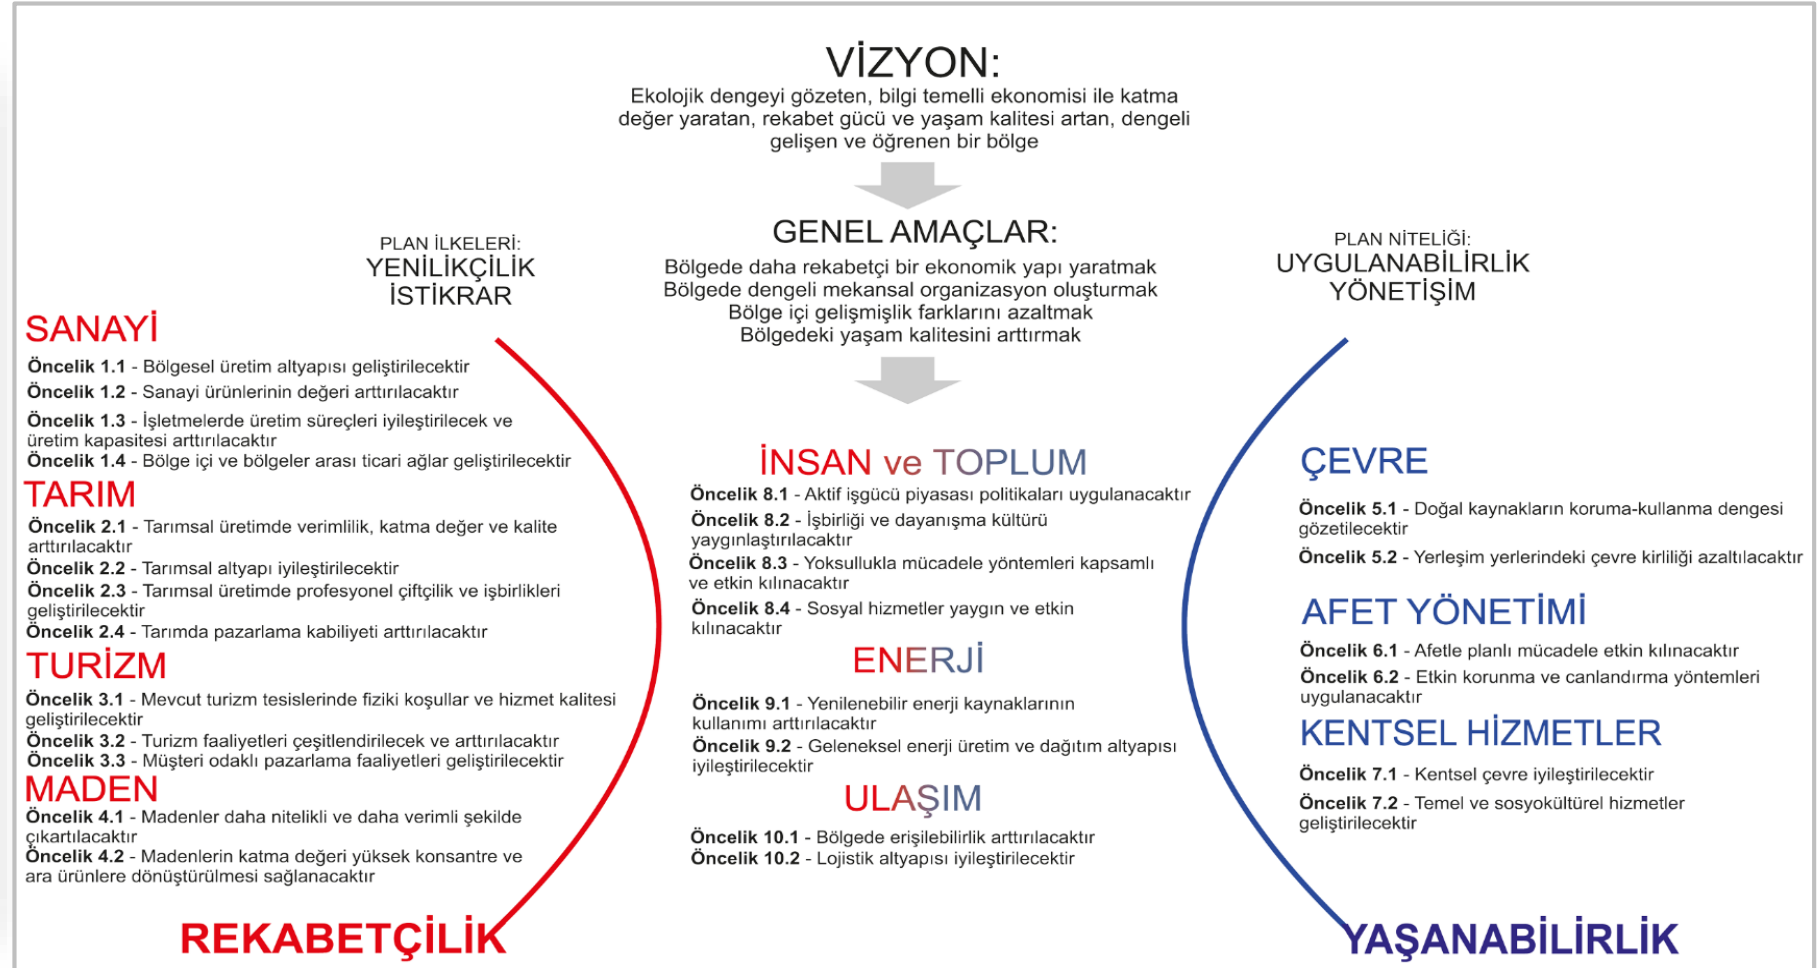 VİZYON:
Ekolojik dengeyi gözeten, bilgi temelli ekonomisi ile katma
değer yaratan, rekabet gücü ve yaşam kalitesi artan, dengeli
gelişen ve öğrenen bir bölge
GENEL AMAÇLAR:
Bölgede daha rekabetçi bir ekonomik yapı yaratmak
Bölgede dengeli mekansal organizasyon oluşturmak
Bölge içi gelişmişlik farklarını azaltmak
Bölgedeki yaşam kalitesini arttırmak
PLAN İLKELERİ:
YENİLİKÇİLİK
İSTİKRAR
PLAN NİTELİĞİ:
UYGULANABİLİRLİK
YÖNETİŞİM
SANAYİ
Öncelik 1.1 - Bölgesel üretim altyapısı geliştirilecektir
Öncelik 1.2 - Sanayi ürünlerinin değeri arttırılacaktır
Öncelik 1.3 - İşletmelerde üretim süreçleri iyileştirilecek ve
üretim kapasitesi arttırılacaktır
Öncelik 1.4 - Bölge içi ve bölgeler arası ticari ağlar geliştirilecektir
TARIM
Öncelik 2.1 - Tarımsal üretimde verimlilik, katma değer ve kalite
arttırılacaktır
Öncelik 2.2 - Tarımsal altyapı iyileştirilecektir
Öncelik 2.3 - Tarımsal üretimde profesyonel çiftçilik ve işbirlikleri
geliştirilecektir
Öncelik 2.4 - Tarımda pazarlama kabiliyeti arttırılacaktır
TURİZM
Öncelik 3.1 - Mevcut turizm tesislerinde fiziki koşullar ve hizmet kalitesi
geliştirilecektir
Öncelik 3.2 - Turizm faaliyetleri çeşitlendirilecek ve arttırılacaktır
Öncelik 3.3 - Müşteri odaklı pazarlama faaliyetleri geliştirilecektir
MADEN
Öncelik 4.1 - Madenler daha nitelikli ve daha verimli şekilde
çıkartılacaktır
Öncelik 4.2 - Madenlerin katma değeri yüksek konsantre ve
ara ürünlere dönüştürülmesi sağlanacaktır
REKABETÇİLİK
İNSAN ve TOPLUM
Öncelik 8.1 - Aktif işgücü piyasası politikaları uygulanacaktır
Öncelik 8.2 - İşbirliği ve dayanışma kültürü
yaygınlaştırılacaktır
Öncelik 8.3 - Yoksullukla mücadele yöntemleri kapsamlı
ve etkin kılınacaktır
Öncelik 8.4 - Sosyal hizmetler yaygın ve etkin
kılınacaktır
ENERJİ
Öncelik 9.1 - Yenilenebilir enerji kaynaklarının
kullanımı arttırılacaktır
Öncelik 9.2 - Geleneksel enerji üretim ve dağıtım altyapısı
iyileştirilecektir
ULAŞIM
Öncelik 10.1 - Bölgede erişilebilirlik arttırılacaktır
Öncelik 10.2 - Lojistik altyapısı iyileştirilecektir
ÇEVRE
Öncelik 5.1 - Doğal kaynakların koruma-kullanma dengesi
gözetilecektir
Öncelik 5.2 - Yerleşim yerlerindeki çevre kirliliği azaltılacaktır
AFET YÖNETİMİ
Öncelik 6.1 - Afetle planlı mücadele etkin kılınacaktır
Öncelik 6.2 - Etkin korunma ve canlandırma yöntemleri
uygulanacaktır
KENTSEL HİZMETLER
Öncelik 7.1 - Kentsel çevre iyileştirilecektir
Öncelik 7.2 - Temel ve sosyokültürel hizmetler
geliştirilecektir
YAŞANABİLİRLİK